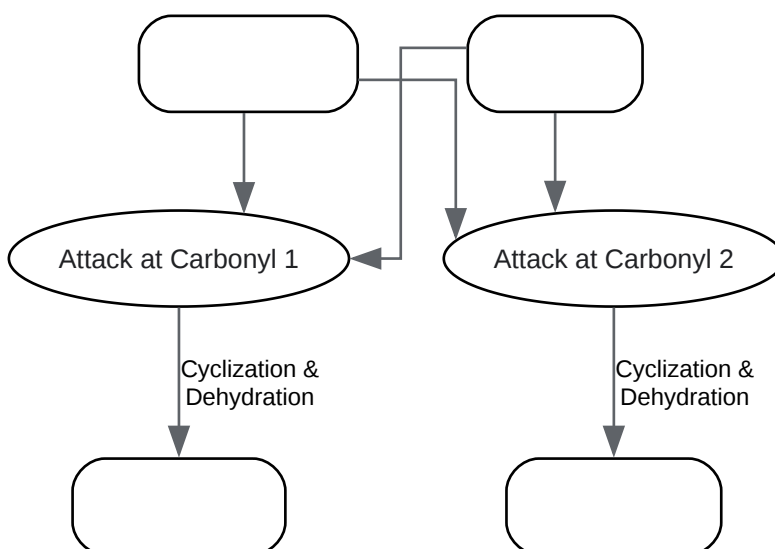 Attack at Carbonyl 1
Attack at Carbonyl 2
Cyclization &
Dehydration
Cyclization &
Dehydration